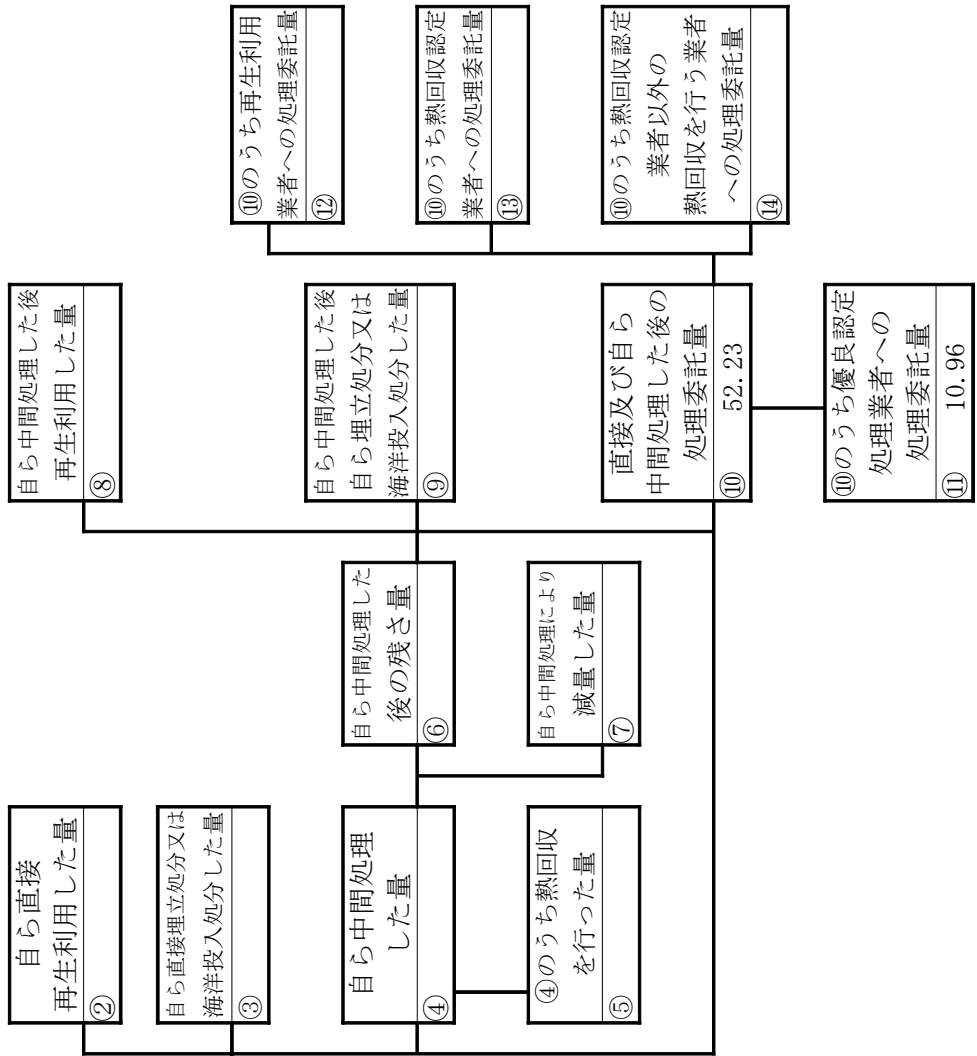 自ら直接
再生利用した量
②
自ら直接埋立処分又は
海洋投入処分した量
③
自ら中間処理
した量
④
④のうち熱回収
を行った量
⑤
自ら中間処理した
後の残さ量
⑥
自ら中間処理により
減量した量
⑦
自ら中間処理した後
再生利用した量
⑧
自ら中間処理した後
自ら埋立処分又は
海洋投入処分した量
⑨
直接及び自ら
中間処理した後の
処理委託量
⑩ 52.23
⑩のうち優良認定
処理業者への
処理委託量
⑪ 10.96
⑩のうち再生利用
業者への処理委託量
⑫
⑩のうち熱回収認定
業者への処理委託量
⑬
⑩のうち熱回収認定
業者以外の
熱回収を行う業者
への処理委託量
⑭